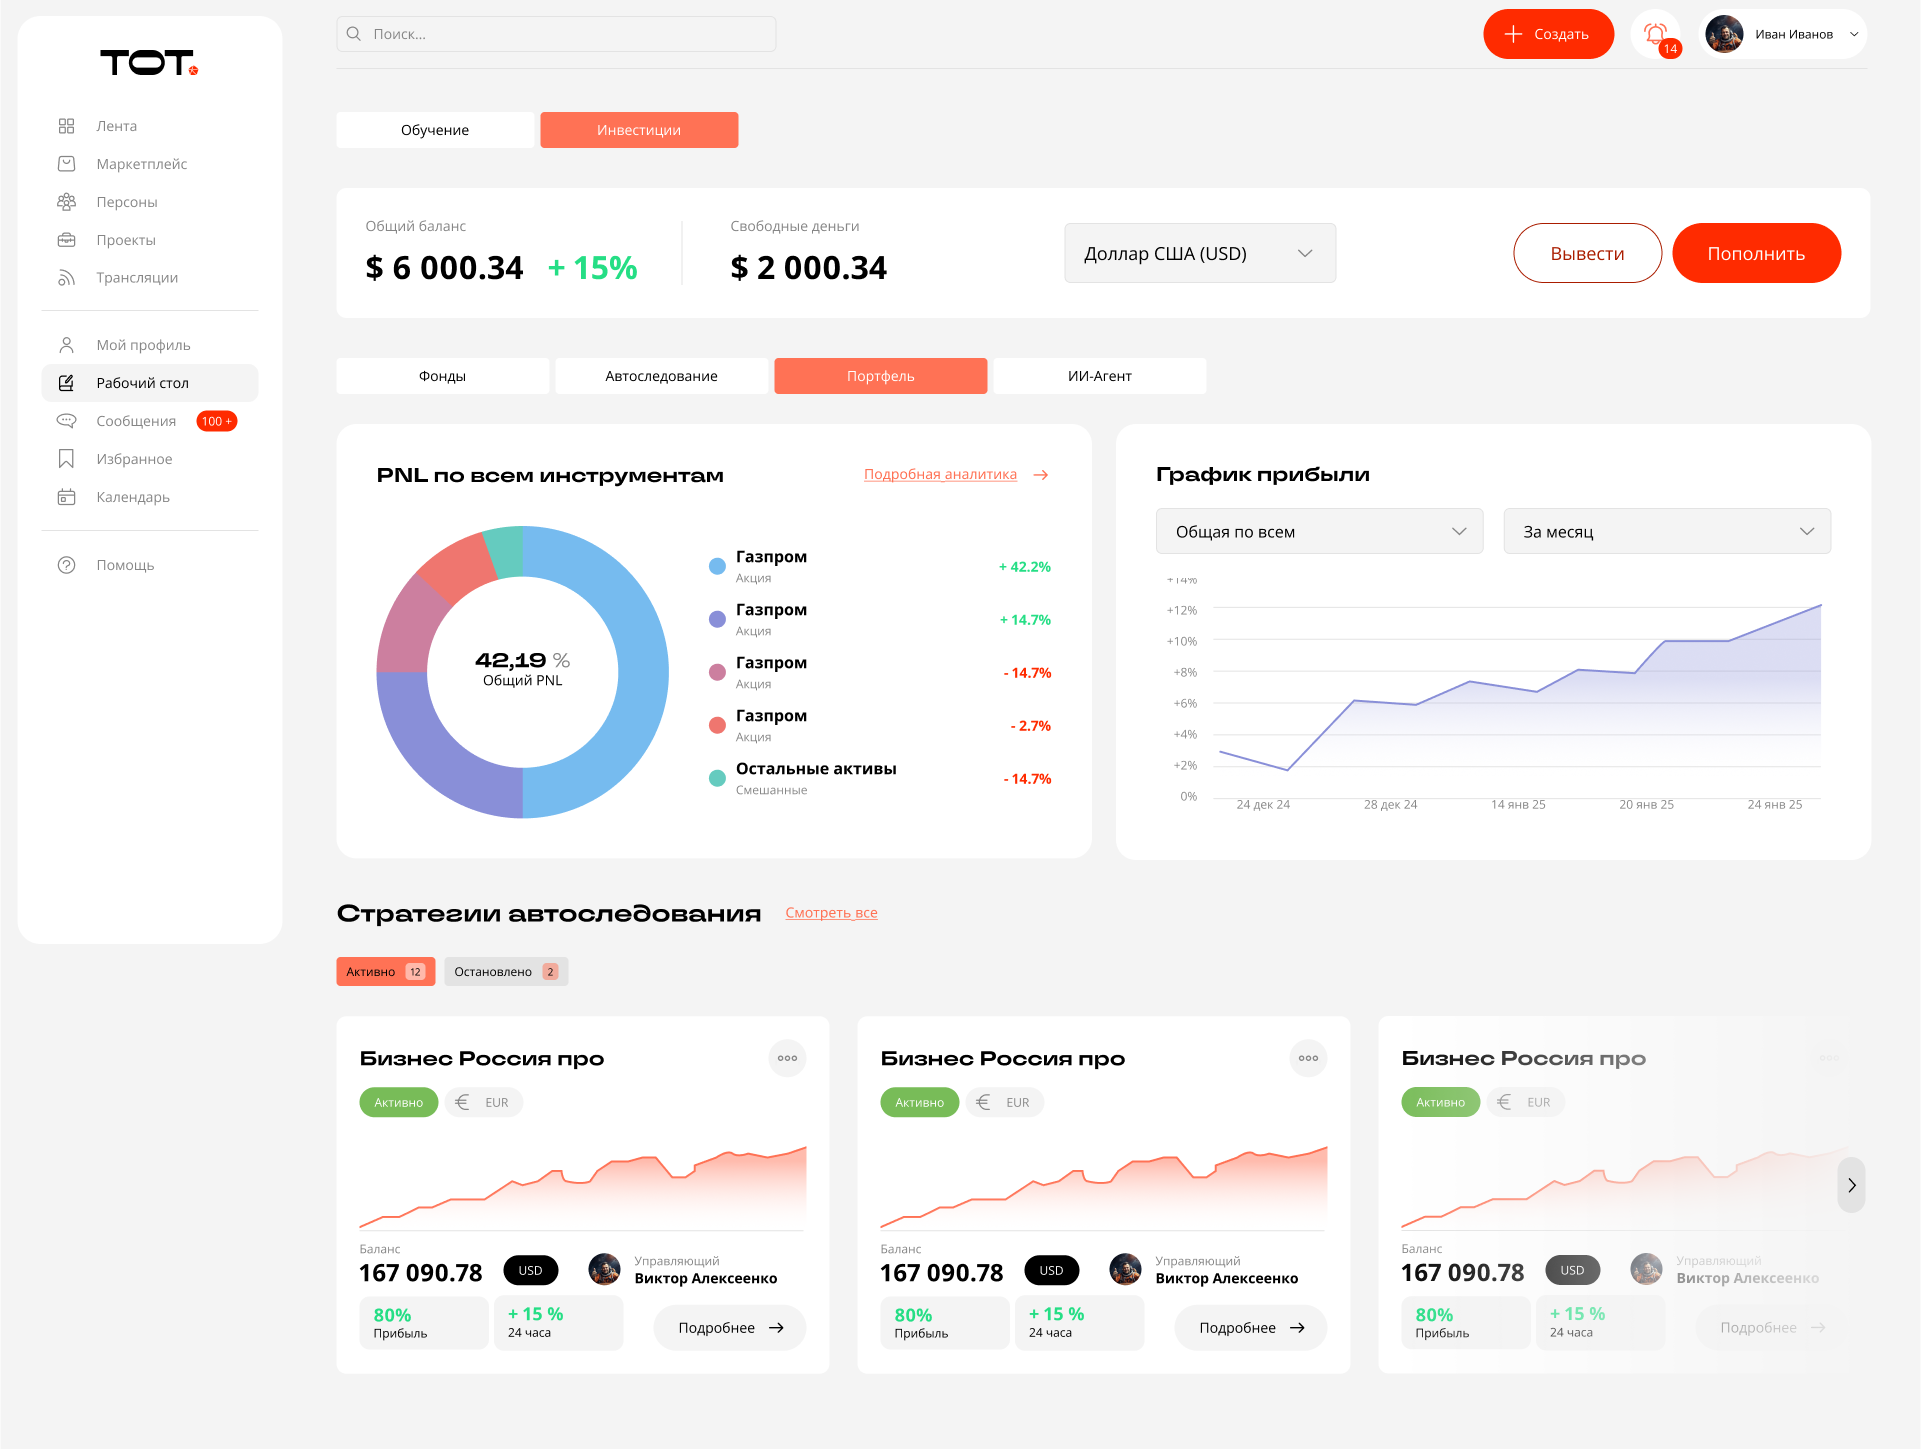 ТОТ.
Лента
Маркетплейс
Персоны
Проекты
Трансляции
Мой профиль
Рабочий стол
Сообщения 100 +
Избранное
Календарь
Помощь
Поиск...
Создать
14
Иван Иванов
Обучение
Инвестиции
Общий баланс
$ 6 000.34 + 15%
Свободные деньги
$ 2 000.34
Доллар США (USD)
Вывести
Пополнить
Фонды
Автоследование
Портфель
ИИ-Агент
PNL по всем инструментам
Подробная аналитика
42,19 %
Общий PNL
Газпром
Акция
+ 42.2%
Газпром
Акция
+ 14.7%
Газпром
Акция
- 14.7%
Газпром
Акция
- 2.7%
Остальные активы
Смешанные
- 14.7%
График прибыли
Общая по всем
За месяц
+14%
+12%
+10%
+8%
+6%
+4%
+2%
0%
24 дек 24
28 дек 24
14 янв 25
20 янв 25
24 янв 25
Стратегии автоследования
Смотреть все
Активно 12
Остановлено 2
Бизнес Россия про
Активно
€ EUR
Баланс
167 090.78
USD
Управляющий
Виктор Алексеенко
80%
Прибыль
+ 15 %
24 часа
Подробнее
Бизнес Россия про
Активно
€ EUR
Баланс
167 090.78
USD
Управляющий
Виктор Алексеенко
80%
Прибыль
+ 15 %
24 часа
Подробнее
Бизнес Россия про
Активно
€ EUR
Баланс
167 090.78
USD
Управляющий
Виктор Алексеенко
80%
Прибыль
+ 15 %
24 часа
Подробнее